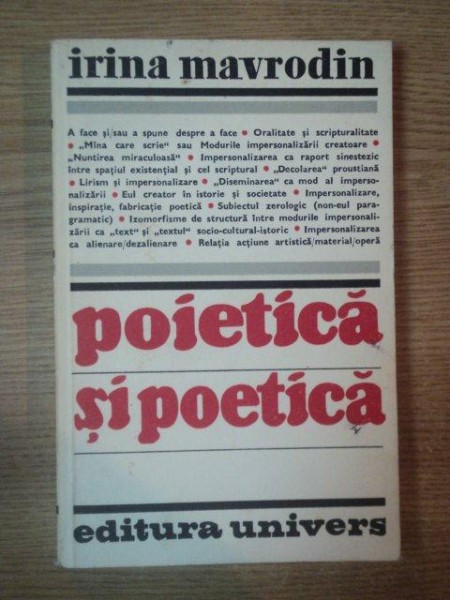 irina mavrodin
A face și/sau a spune despre a face • Oralitate și scripturalitate
• „Mîna care scrie" sau Modurile impersonalizării creatoare •
„Nuntirea miraculoasă" • Impersonalizarea ca raport sinestezic
între spațiul existențial și cel scriptural • „Decolarea" proustiană
• Lirism și impersonalizare • „Diseminarea" ca mod al imperso-
nalizării • Eul creator în istorie și societate • Impersonalizare,
inspirație, fabricație poetică • Subiectul zerologic (non-eul para-
gramatic) • Izomorfisme de structură între modurile impersonali-
zării ca „text" și „textul" socio-cultural-istoric • Impersonalizarea
ca alienare/dezalienare • Relația acțiune artistică/material/operă
poietică
și poetică
editura univers